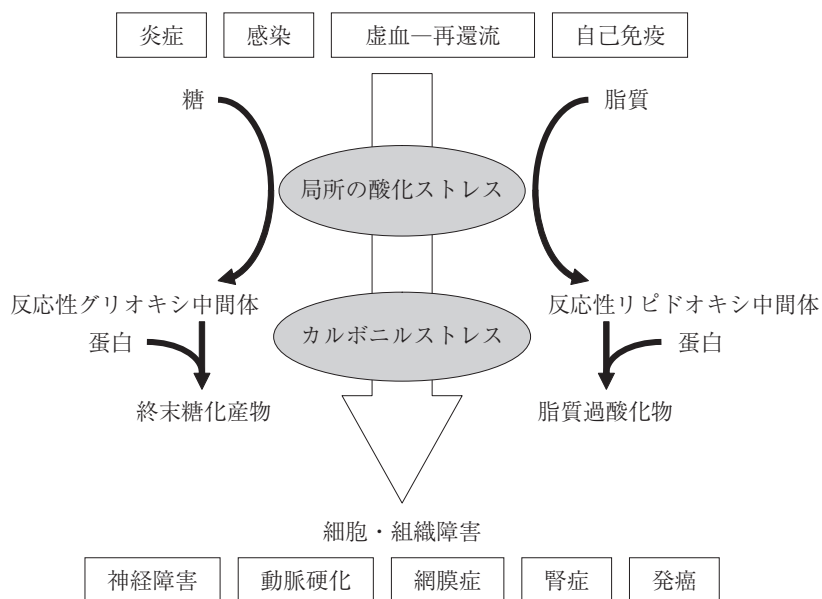 炎症 感染 虚血―再還流 自己免疫
糖 脂質
局所の酸化ストレス
反応性グリオキシ中間体 反応性リピドオキシ中間体
カルボニルストレス
蛋白 蛋白
終末糖化産物 脂質過酸化物
細胞・組織障害
神経障害 動脈硬化 網膜症 腎症 発癌